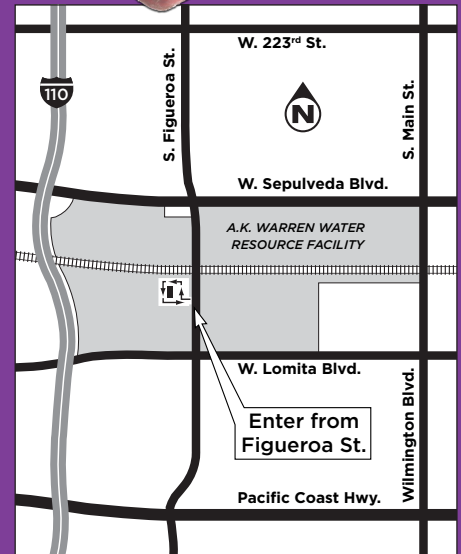 W. 223rd St.
110
S. Figueroa St.
N
S. Main St.
W. Sepulveda Blvd.
A.K. WARREN WATER
RESOURCE FACILITY
W. Lomita Blvd.
Enter from
Figueroa St.
Wilmington Blvd.
Pacific Coast Hwy.